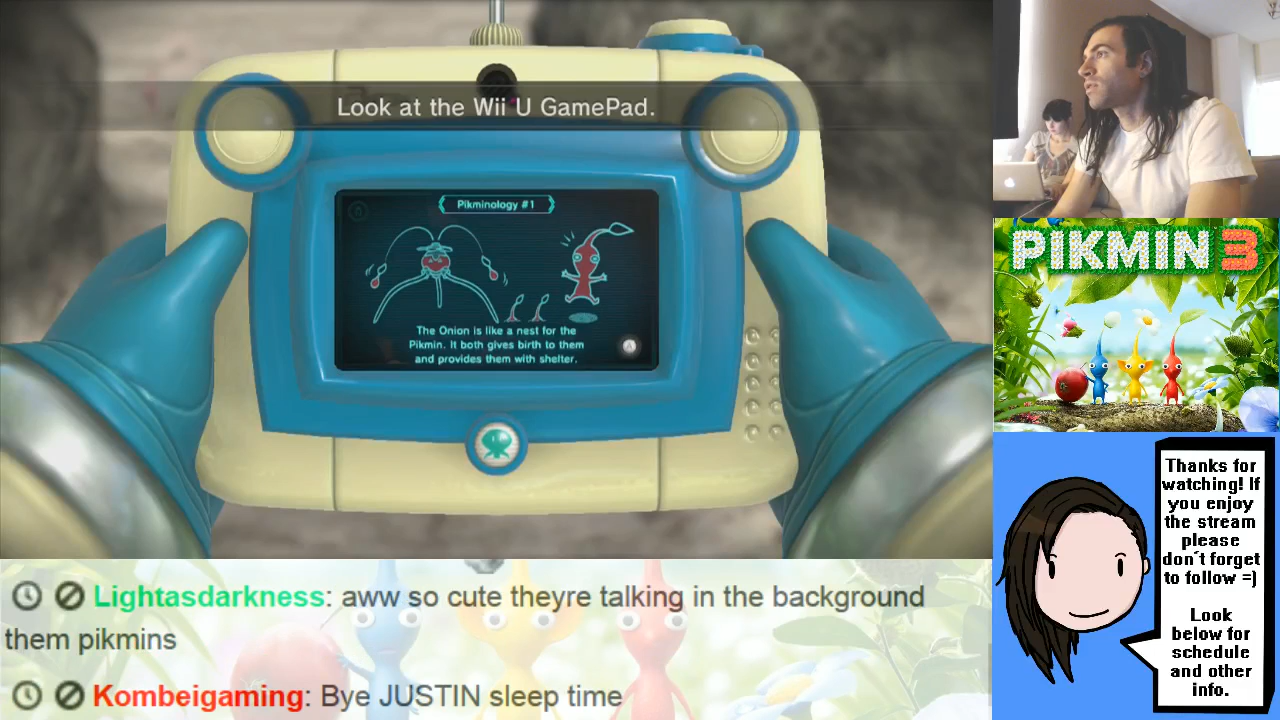 Look at the Wii U GamePad.
Pikminology #1
The Onion is like a nest for the
Pikmin. It both gives birth to them
and provides them with shelter.
A
PIKMIN 3
Thanks for
watching! If
you enjoy
the stream
please
don´t forget
to follow =)
Look
below for
schedule
and other
info.
Lightasdarkness: aww so cute theyre talking in the background
them pikmins
Kombeigaming: Bye JUSTIN sleep time